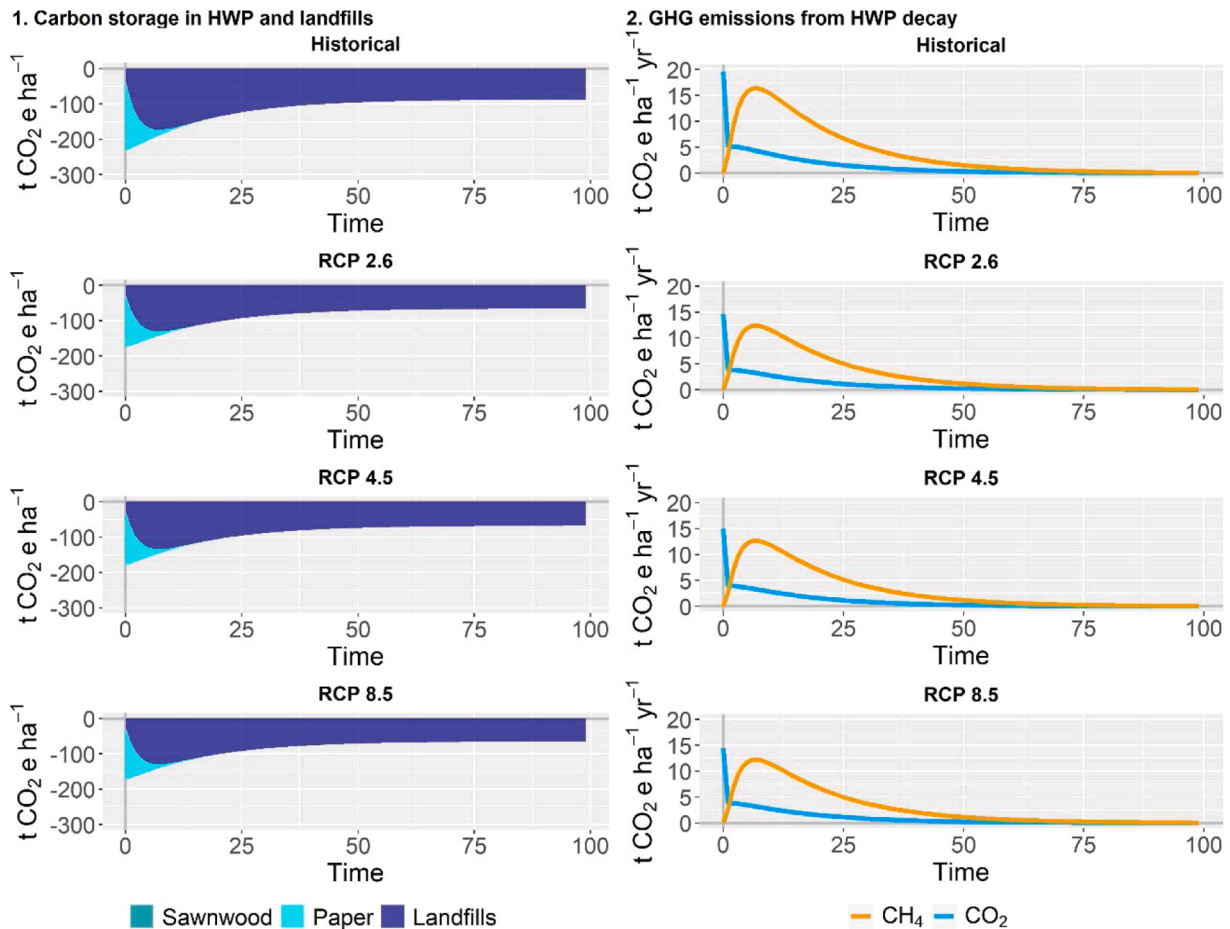 1. Carbon storage in HWP and landfills
Historical
t CO₂ e ha⁻¹
0
-100
-200
-300
0 25 50 75 100
Time
RCP 2.6
t CO₂ e ha⁻¹
0
-100
-200
-300
0 25 50 75 100
Time
RCP 4.5
t CO₂ e ha⁻¹
0
-100
-200
-300
0 25 50 75 100
Time
RCP 8.5
t CO₂ e ha⁻¹
0
-100
-200
-300
0 25 50 75 100
Time
Sawnwood Paper Landfills
2. GHG emissions from HWP decay
Historical
t CO₂ e ha⁻¹ yr⁻¹
20
15
10
5
0
0 25 50 75 100
Time
RCP 2.6
t CO₂ e ha⁻¹ yr⁻¹
20
15
10
5
0
0 25 50 75 100
Time
RCP 4.5
t CO₂ e ha⁻¹ yr⁻¹
20
15
10
5
0
0 25 50 75 100
Time
RCP 8.5
t CO₂ e ha⁻¹ yr⁻¹
20
15
10
5
0
0 25 50 75 100
Time
CH₄ CO₂